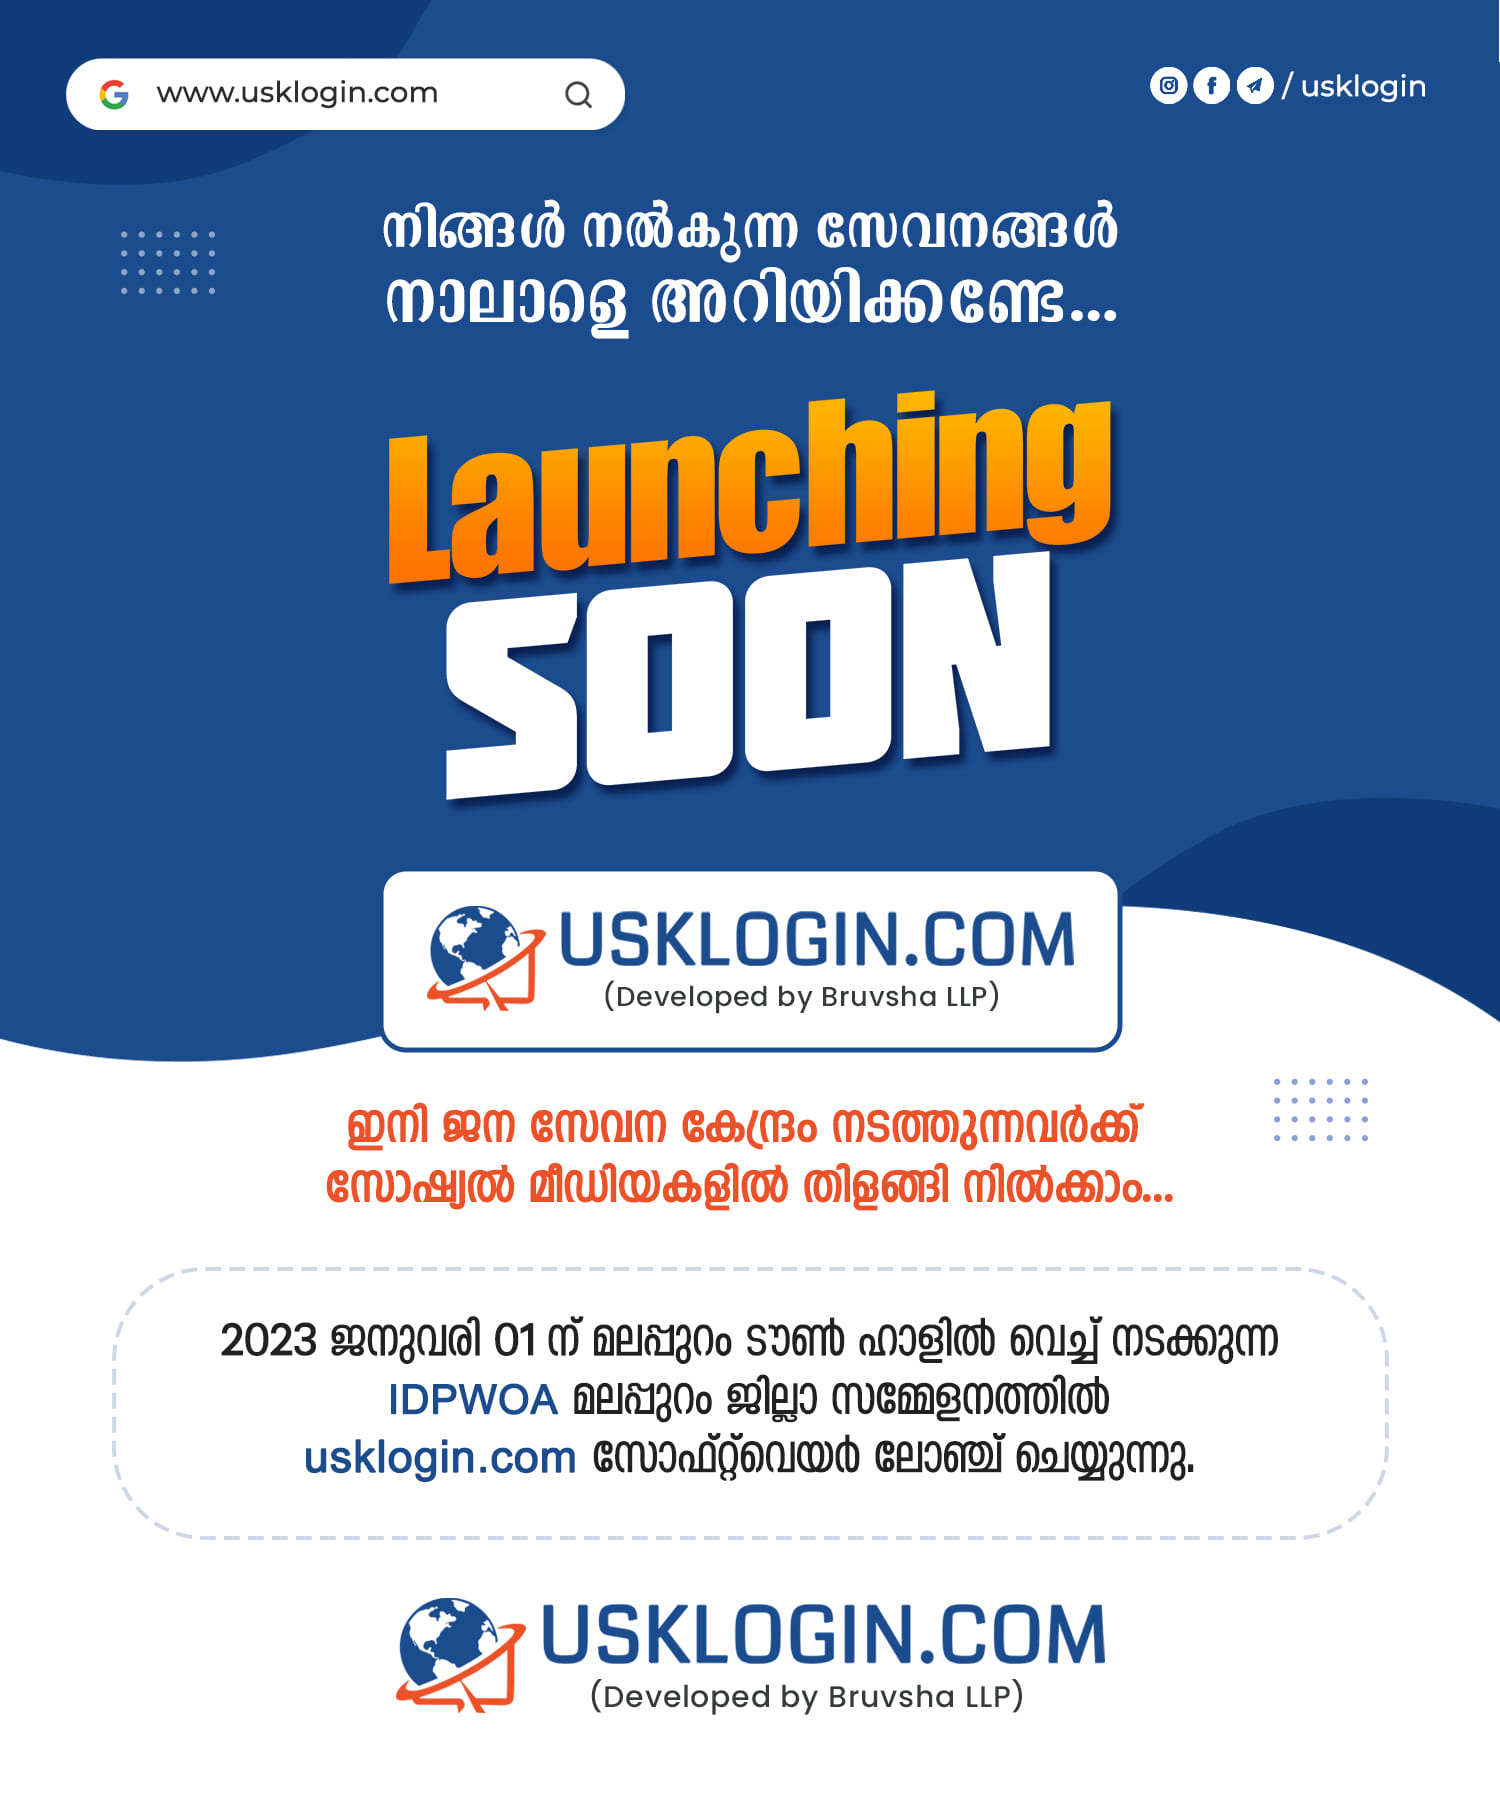 www.usklogin.com
/ usklogin
നിങ്ങൾ നൽകുന്ന സേവനങ്ങൾ
നാലാളെ അറിയിക്കണ്ടേ...
Launching
SOON
USKLOGIN.COM
(Developed by Bruvsha LLP)
ഇനി ജന സേവന കേന്ദ്രം നടത്തുന്നവർക്ക്
സോഷ്യൽ മീഡിയകളിൽ തിളങ്ങി നിൽക്കാം...
2023 ജനുവരി 01 ന് മലപ്പുറം ടൗൺ ഹാളിൽ വെച്ച് നടക്കുന്ന
IDPWOA മലപ്പുറം ജില്ലാ സമ്മേളനത്തിൽ
usklogin.com സോഫ്റ്റ്‌വെയർ ലോഞ്ച് ചെയ്യുന്നു.
USKLOGIN.COM
(Developed by Bruvsha LLP)